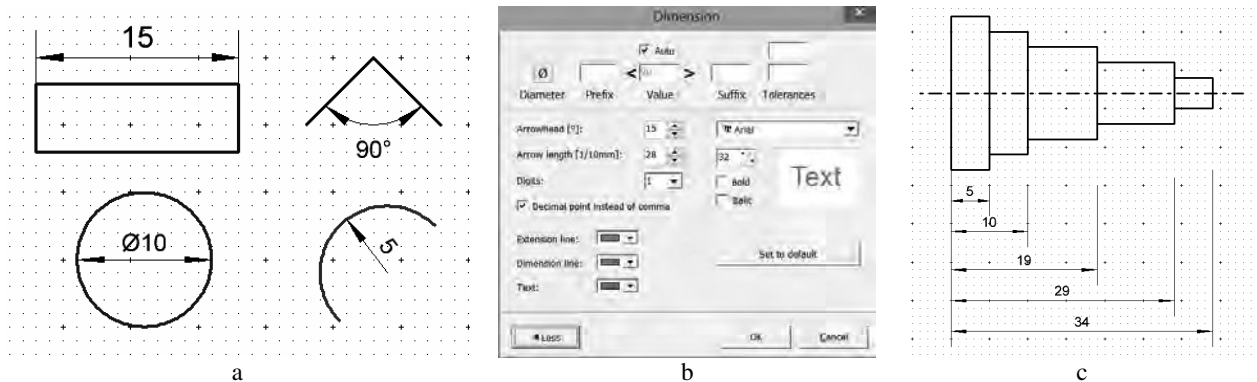 15
90°
Ø10
5
a
Dimension
Auto
Ø < > 
Diameter Prefix Value Suffix Tolerances
Arrowhead [°]: 15 Arial
Arrow length [1/10mm]: 28 32
Digits: 1 Bold Text
Italic
Decimal point instead of comma
Extension line:
Dimension line: Set to default
Text:
Less OK Cancel
b
5
10
19
29
34
c